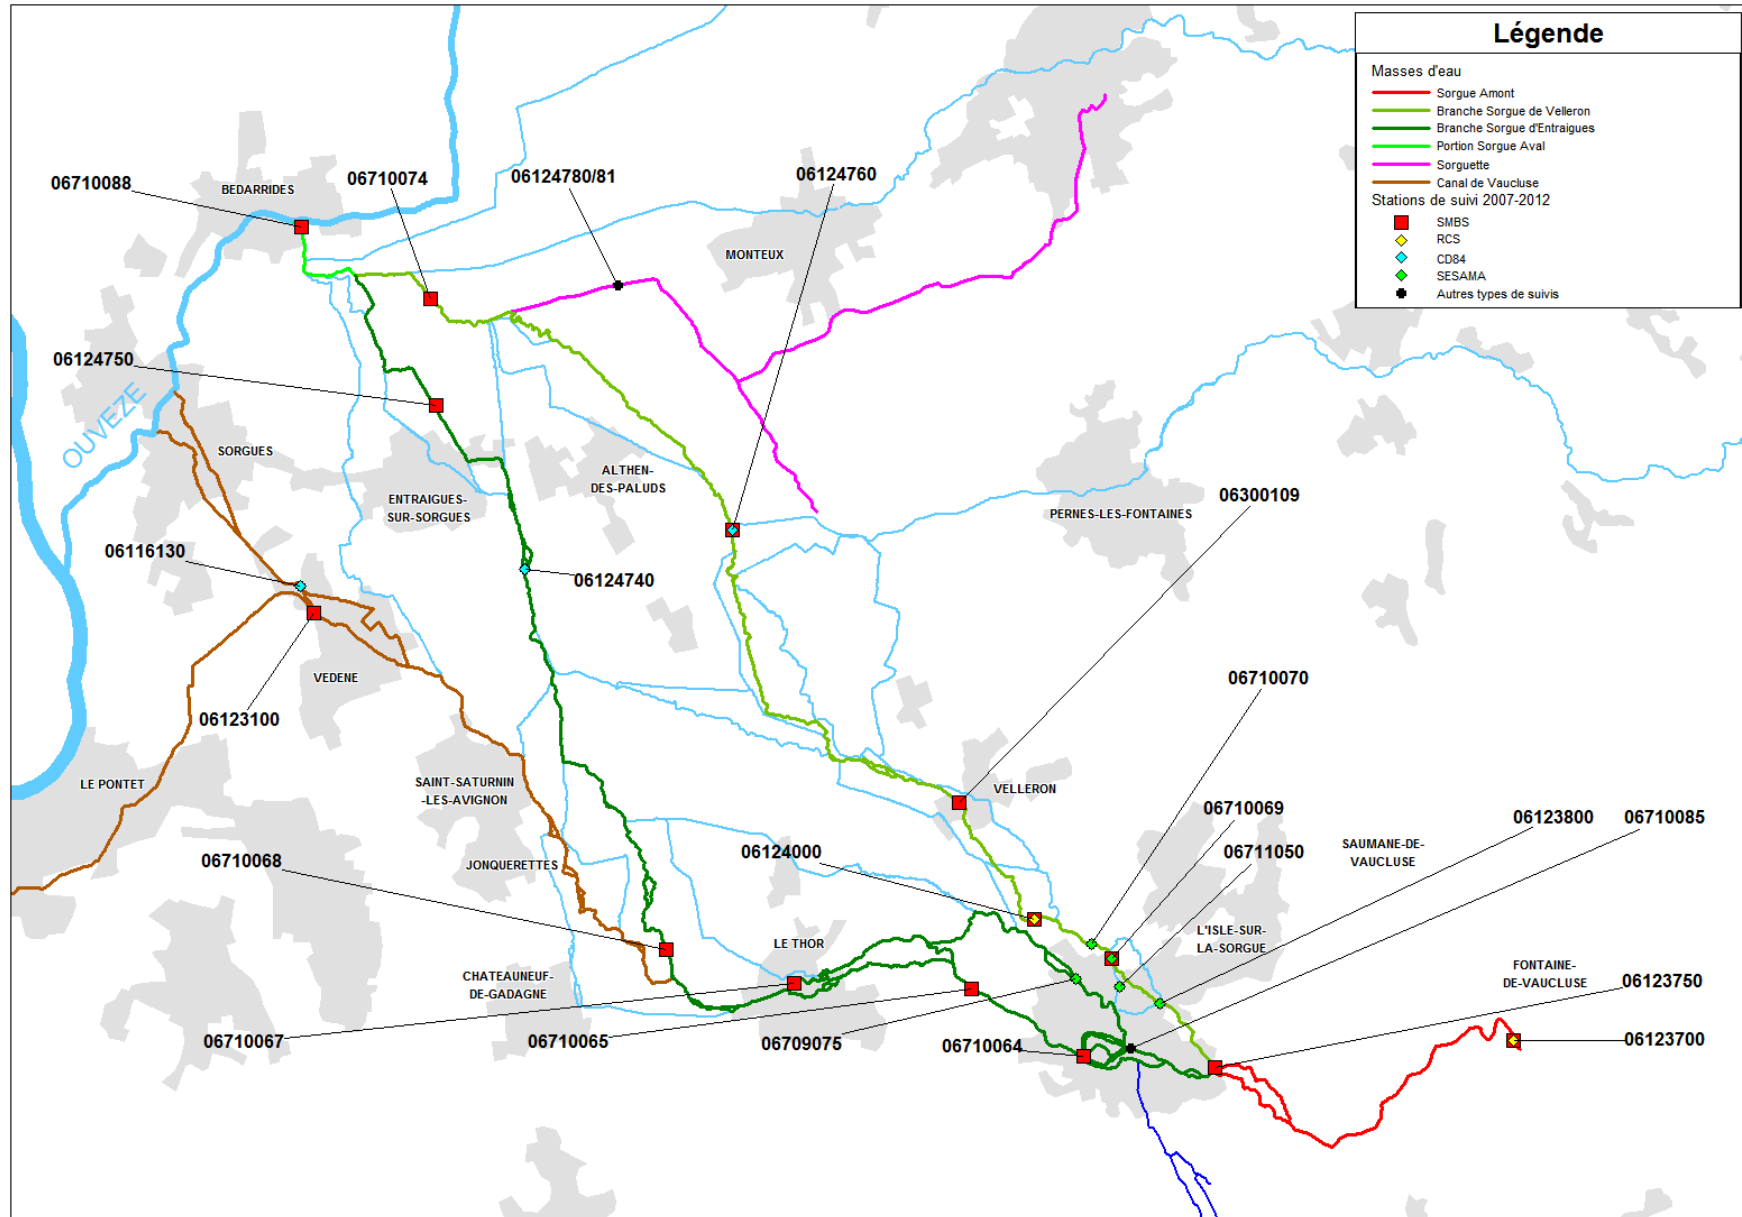 Légende
Masses d'eau
Sorgue Amont
Branche Sorgue de Velleron
Branche Sorgue d'Entraigues
Portion Sorgue Aval
Sorguette
Canal de Vaucluse
Stations de suivi 2007-2012
SMBS
RCS
CD84
SESAMA
Autres types de suivis
06710088
BEDARRIDES
06710074
06124780/81
06124760
MONTEUX
06124750
OUVEZE
SORGUES
ENTRAIGUES-
SUR-SORGUES
ALTHEN-
DES-PALUDS
PERNES-LES-FONTAINES
06300109
06116130
06124740
VEDENE
06123100
06710070
LE PONTET
SAINT-SATURNIN
-LES-AVIGNON
VELLERON
06710069
06123800
06710085
06710068
JONQUERETTES
06124000
06711050
SAUMANE-DE-
VAUCLUSE
LE THOR
L'ISLE-SUR-
LA-SORGUE
CHATEAUNEUF-
DE-GADAGNE
FONTAINE-
DE-VAUCLUSE
06123750
06710067
06710065
06709075
06710064
06123700